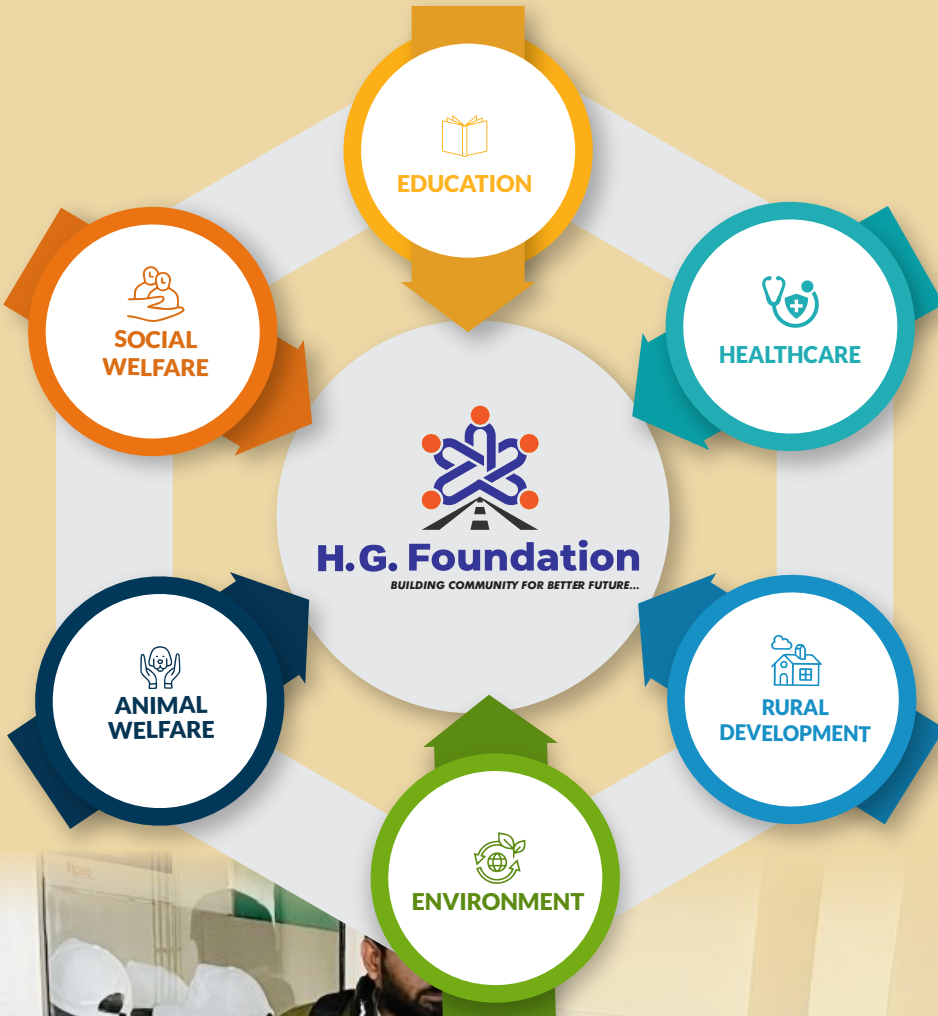 EDUCATION
SOCIAL
WELFARE
HEALTHCARE
H.G. Foundation
BUILDING COMMUNITY FOR BETTER FUTURE...
ANIMAL
WELFARE
RURAL
DEVELOPMENT
ENVIRONMENT